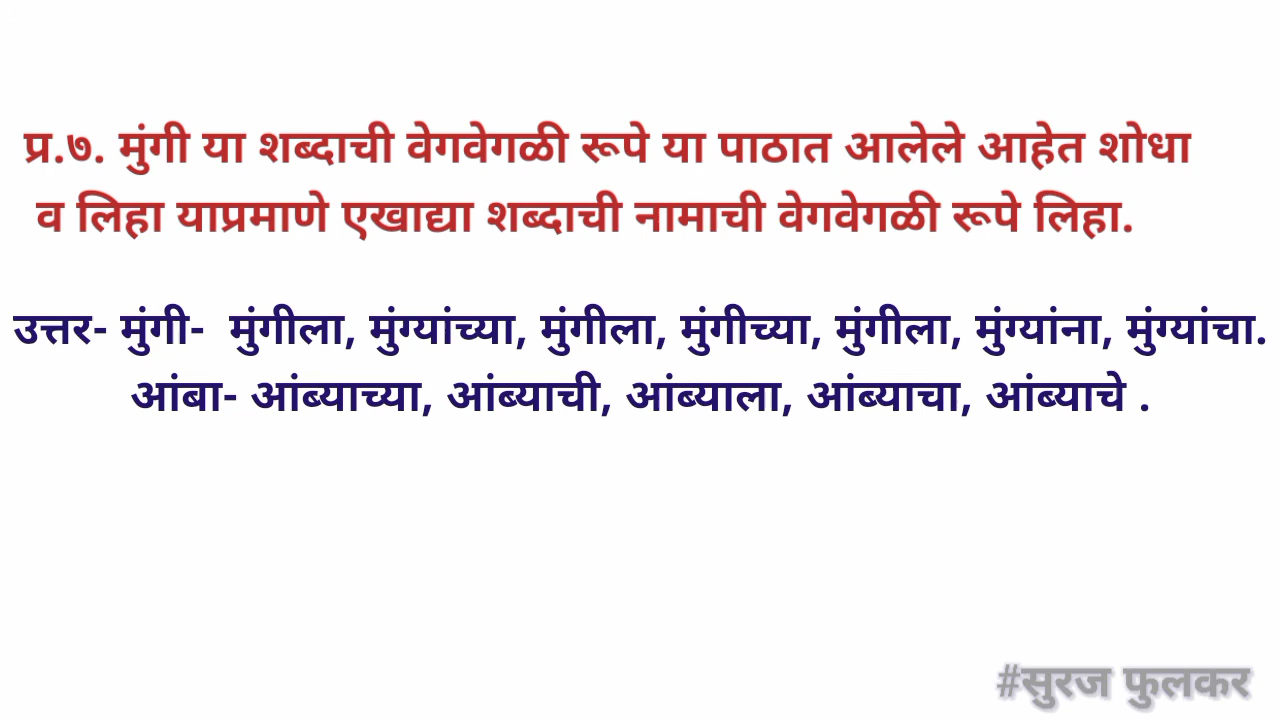 प्र.७. मुंगी या शब्दाची वेगवेगळी रूपे या पाठात आलेले आहेत शोधा
व लिहा याप्रमाणे एखाद्या शब्दाची नामाची वेगवेगळी रूपे लिहा.
उत्तर- मुंगी- मुंगीला, मुंग्यांच्या, मुंगीला, मुंगीच्या, मुंगीला, मुंग्यांना, मुंग्यांचा.
आंबा- आंब्याच्या, आंब्याची, आंब्याला, आंब्याचा, आंब्याचे .
#सुरज फुलकर